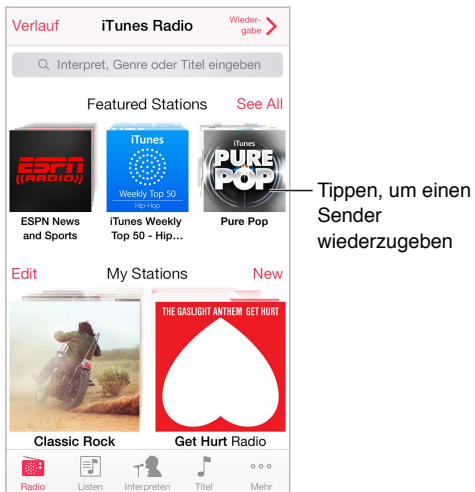 Verlauf
iTunes Radio
Wieder-
gabe
Interpret, Genre oder Titel eingeben
Featured Stations
See All
ESPN
((RADIO))
iTunes
Weekly Top 50
Hip-Hop
iTunes
PURE
POP
ESPN News
and Sports
iTunes Weekly
Top 50 - Hip...
Pure Pop
Tippen, um einen
Sender
wiederzugeben
Edit
My Stations
New
THE GASLIGHT ANTHEM GET HURT
Classic Rock
Get Hurt Radio
Radio
Listen
Interpreten
Titel
Mehr